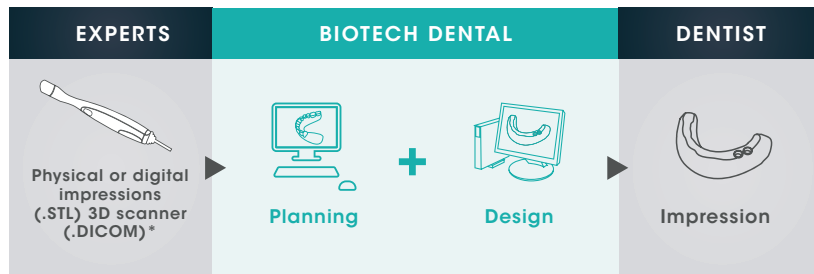 EXPERTS
BIOTECH DENTAL
DENTIST
Physical or digital
impressions
(.STL) 3D scanner
(.DICOM)*
Planning
+
Design
Impression